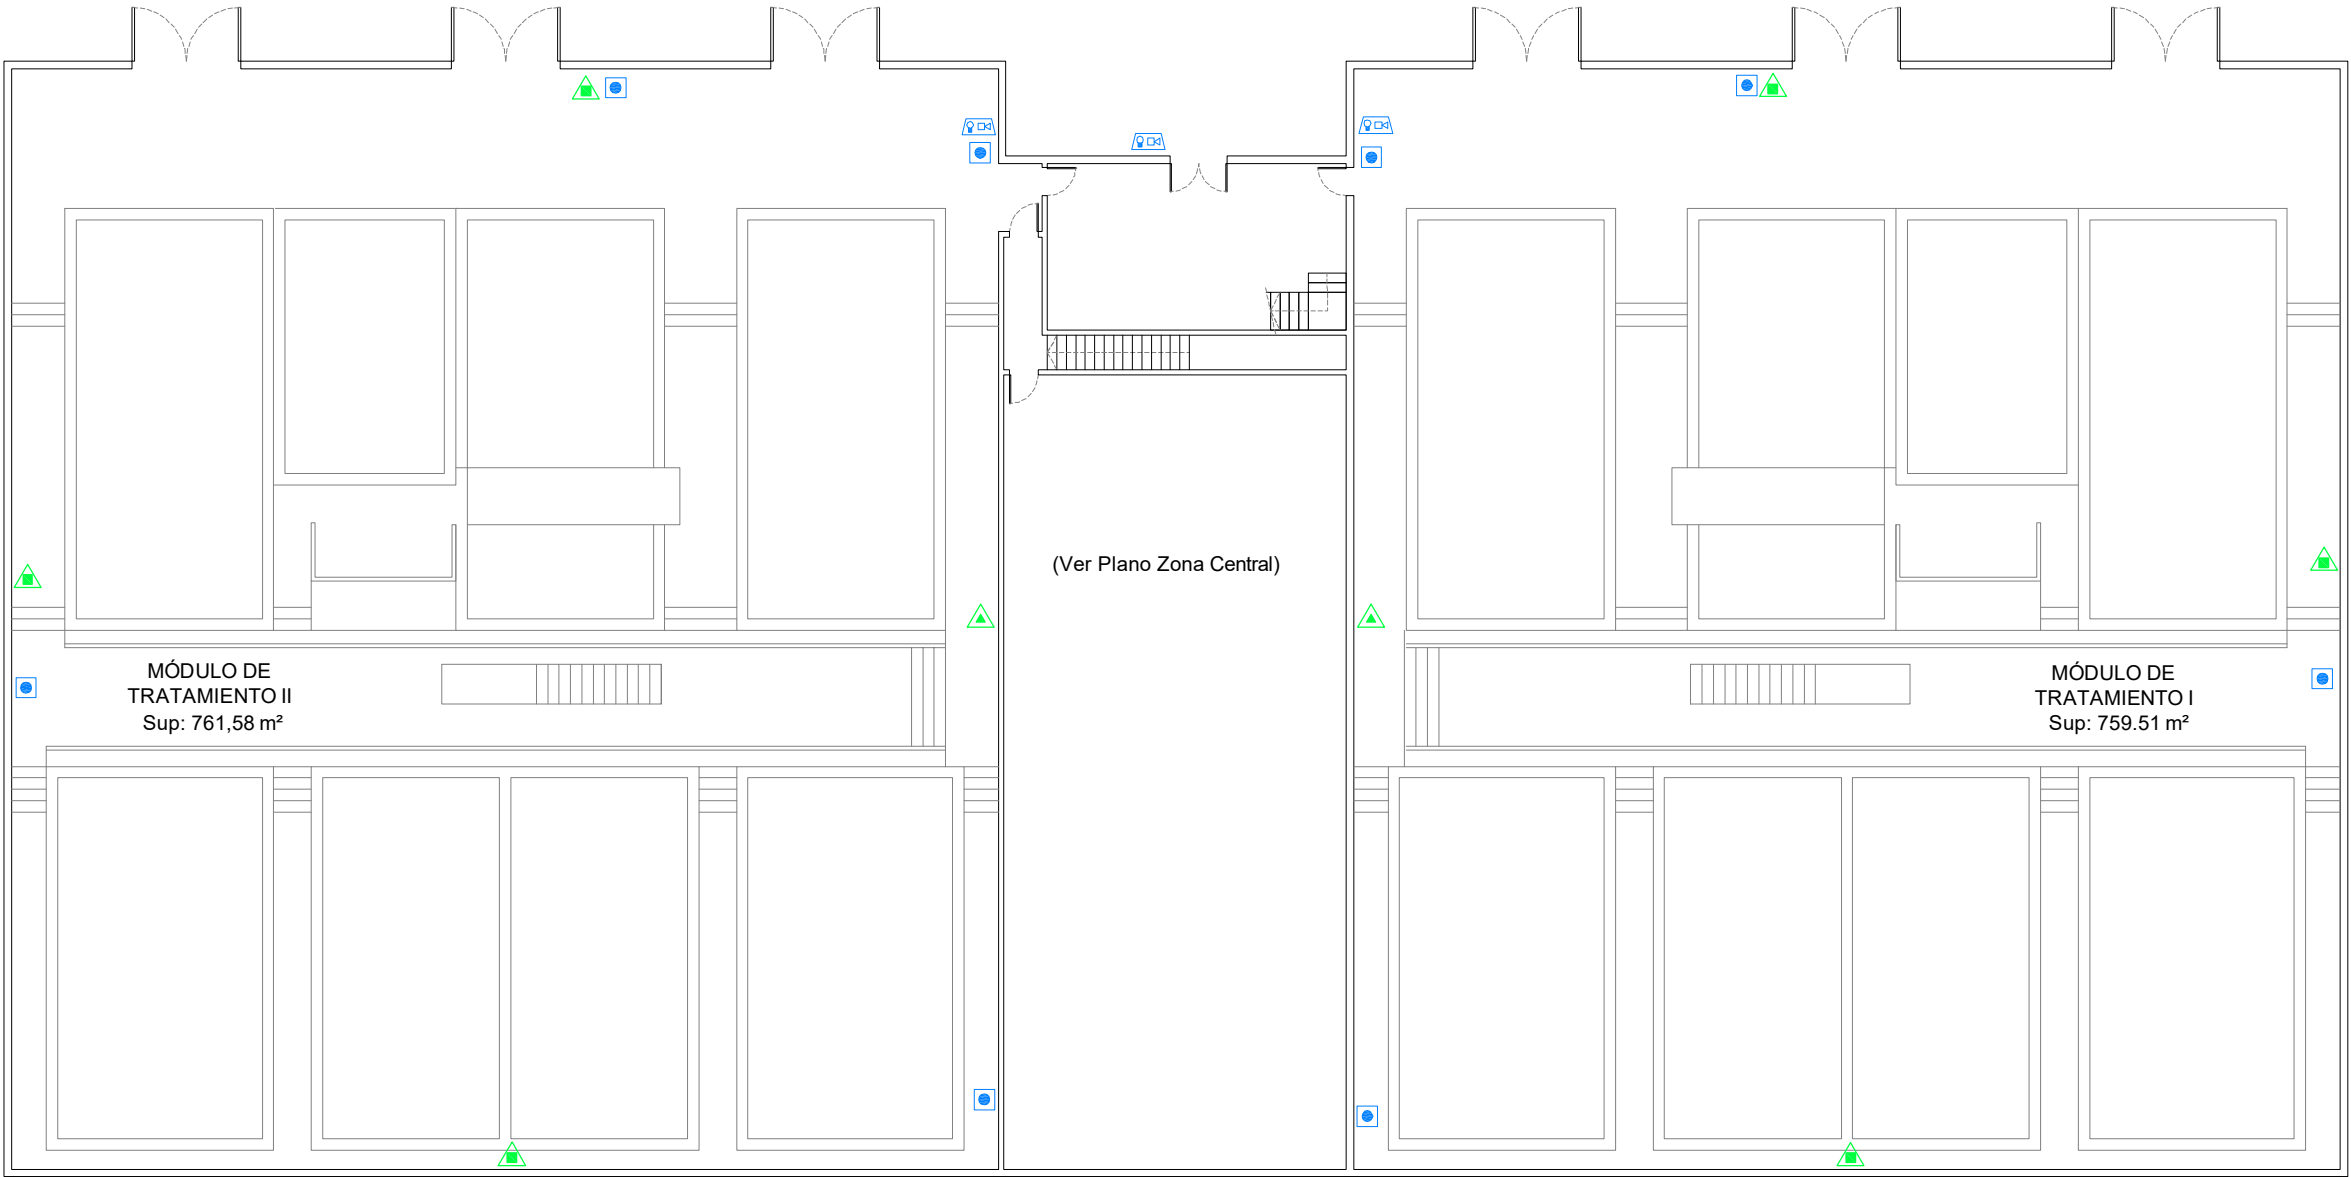 (Ver Plano Zona Central)
MÓDULO DE
TRATAMIENTO II
Sup: 761,58 m²
MÓDULO DE
TRATAMIENTO I
Sup: 759.51 m²